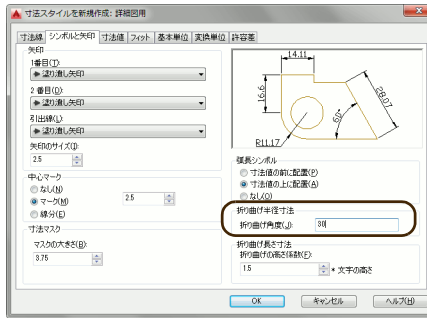 寸法スタイルを新規作成: 詳細図用
寸法線 シンボルと矢印 寸法値 フィット 基本単位 変換単位 許容差
矢印
1番目(T):
塗り潰し矢印
2 番目(D):
塗り潰し矢印
引出線(L):
塗り潰し矢印
矢印のサイズ(I):
2.5
中心マーク
なし(N)
マーク(M)
2.5
線分(E)
寸法マスク
マスクの大きさ(B):
3.75
14.11
16.6
28.07
60°
R11.17
弧長シンボル
寸法値の前に配置(P)
寸法値の上に配置(A)
なし(O)
折り曲げ半径寸法
折り曲げ角度(J):
30
折り曲げ長さ寸法
折り曲げの高さ係数(F):
1.5
* 文字の高さ
OK キャンセル ヘルプ(H)